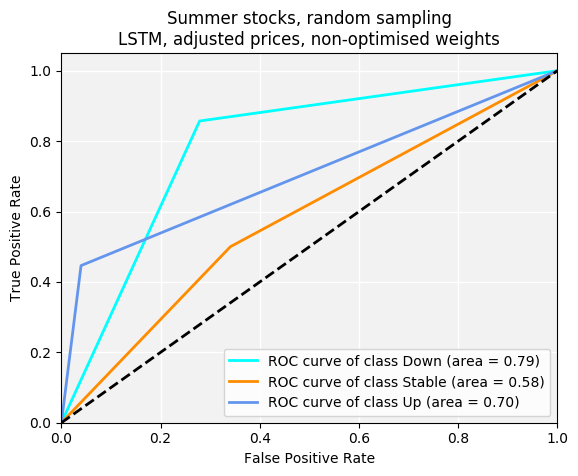 Summer stocks, random sampling
LSTM, adjusted prices, non-optimised weights
True Positive Rate
1.0
0.8
0.6
0.4
0.2
0.0
ROC curve of class Down (area = 0.79)
ROC curve of class Stable (area = 0.58)
ROC curve of class Up (area = 0.70)
0.0 0.2 0.4 0.6 0.8 1.0
False Positive Rate